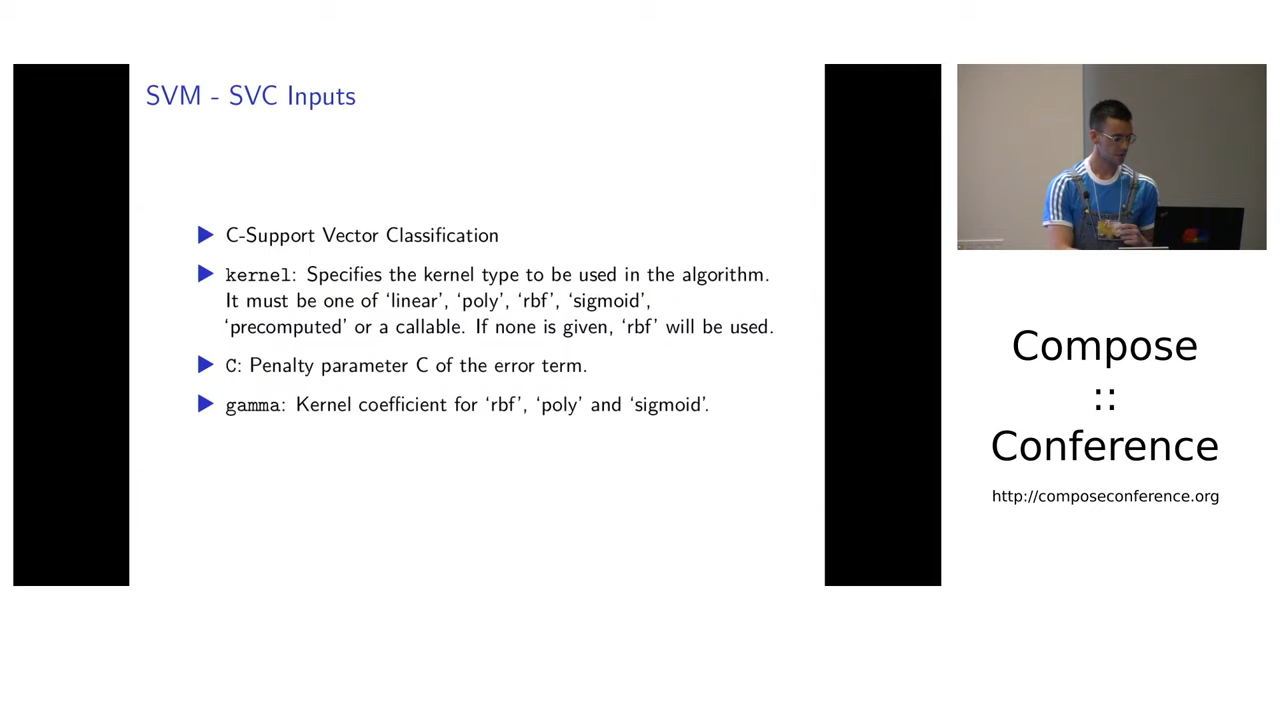 SVM - SVC Inputs
▶ C-Support Vector Classification
▶ kernel: Specifies the kernel type to be used in the algorithm.
It must be one of ‘linear’, ‘poly’, ‘rbf’, ‘sigmoid’,
‘precomputed’ or a callable. If none is given, ‘rbf’ will be used.
▶ C: Penalty parameter C of the error term.
▶ gamma: Kernel coefficient for ‘rbf’, ‘poly’ and ‘sigmoid’.
Compose
::
Conference
http://composeconference.org